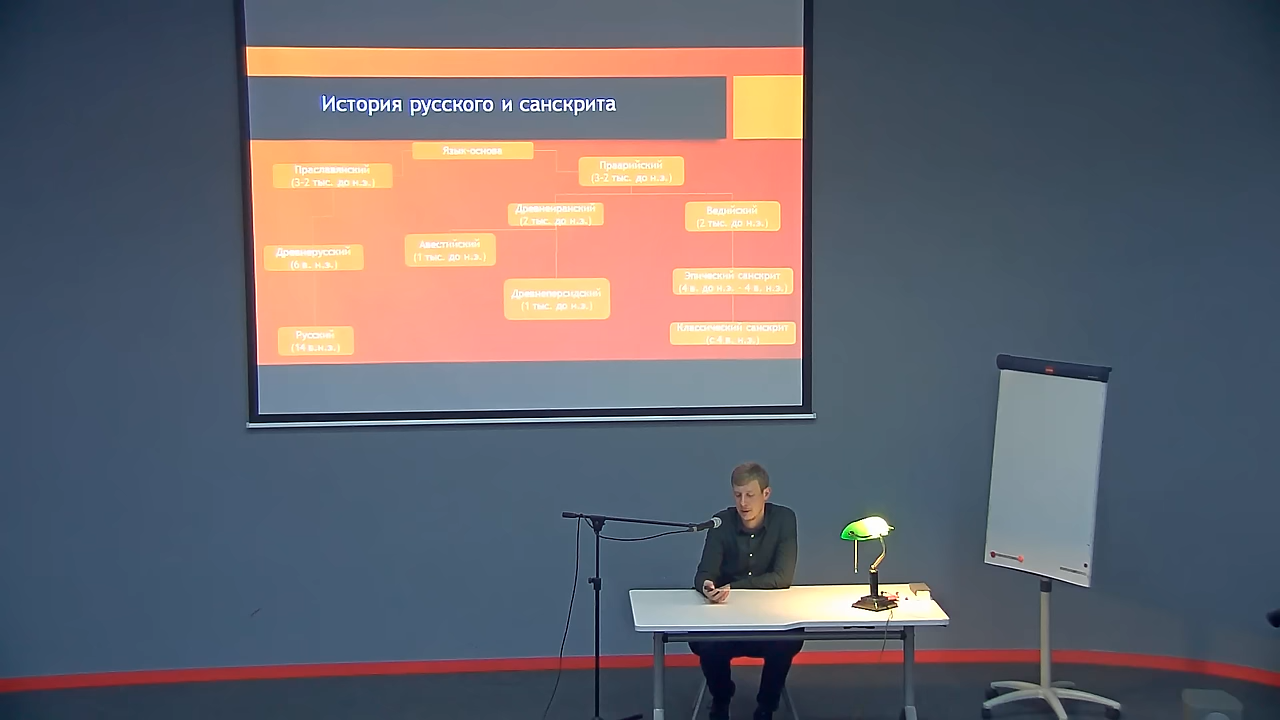 История русского и санскрита
Язык-основа
Праславянский
(3-2 тыс. до н.э.)
Праарийский
(3-2 тыс. до н.э.)
Древнеиранский
(2 тыс. до н.э.)
Ведийский
(2 тыс. до н.э.)
Древнерусский
(6 в. н.э.)
Авестийский
(1 тыс. до н.э.)
Эпический санскрит
(4 в. до н.э. - 4 в. н.э.)
Древнеперсидский
(1 тыс. до н.э.)
Русский
(14 в.н.э.)
Классический санскрит
(с 4 в. н.э.)